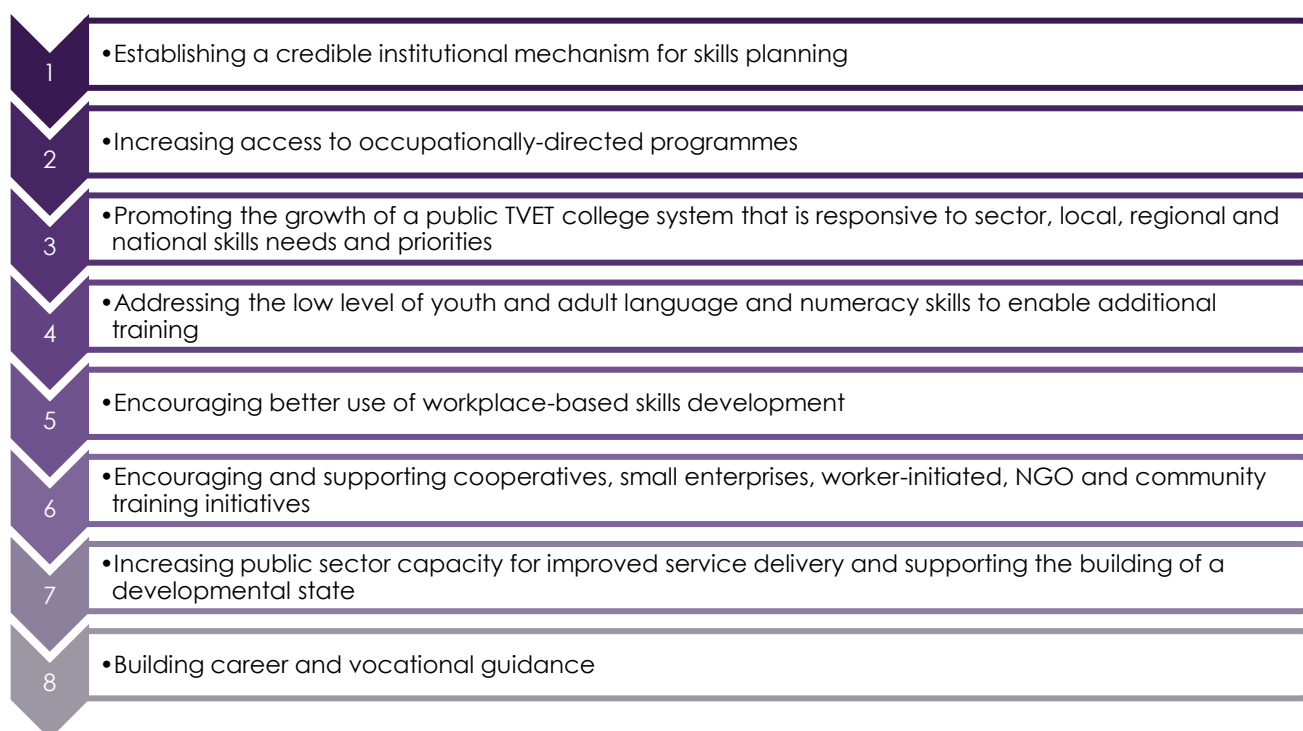 1
•Establishing a credible institutional mechanism for skills planning
2
•Increasing access to occupationally-directed programmes
3
•Promoting the growth of a public TVET college system that is responsive to sector, local, regional and
national skills needs and priorities
4
•Addressing the low level of youth and adult language and numeracy skills to enable additional
training
5
•Encouraging better use of workplace-based skills development
6
•Encouraging and supporting cooperatives, small enterprises, worker-initiated, NGO and community
training initiatives
7
•Increasing public sector capacity for improved service delivery and supporting the building of a
developmental state
8
•Building career and vocational guidance